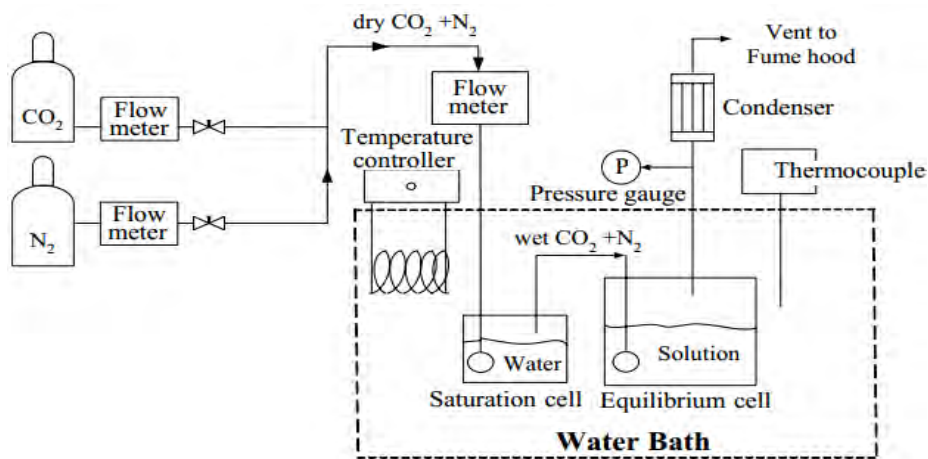 dry CO₂ +N₂
Vent to
Fume hood
CO₂
Flow
meter
Flow
meter
Condenser
Temperature
controller
P
Pressure gauge
Thermocouple
N₂
Flow
meter
wet CO₂ +N₂
Water
Solution
Saturation cell
Equilibrium cell
Water Bath